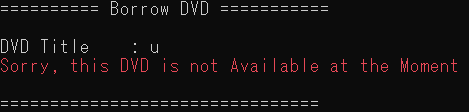 ========== Borrow DVD ===========
DVD Title    : u
Sorry, this DVD is not Available at the Moment
================================